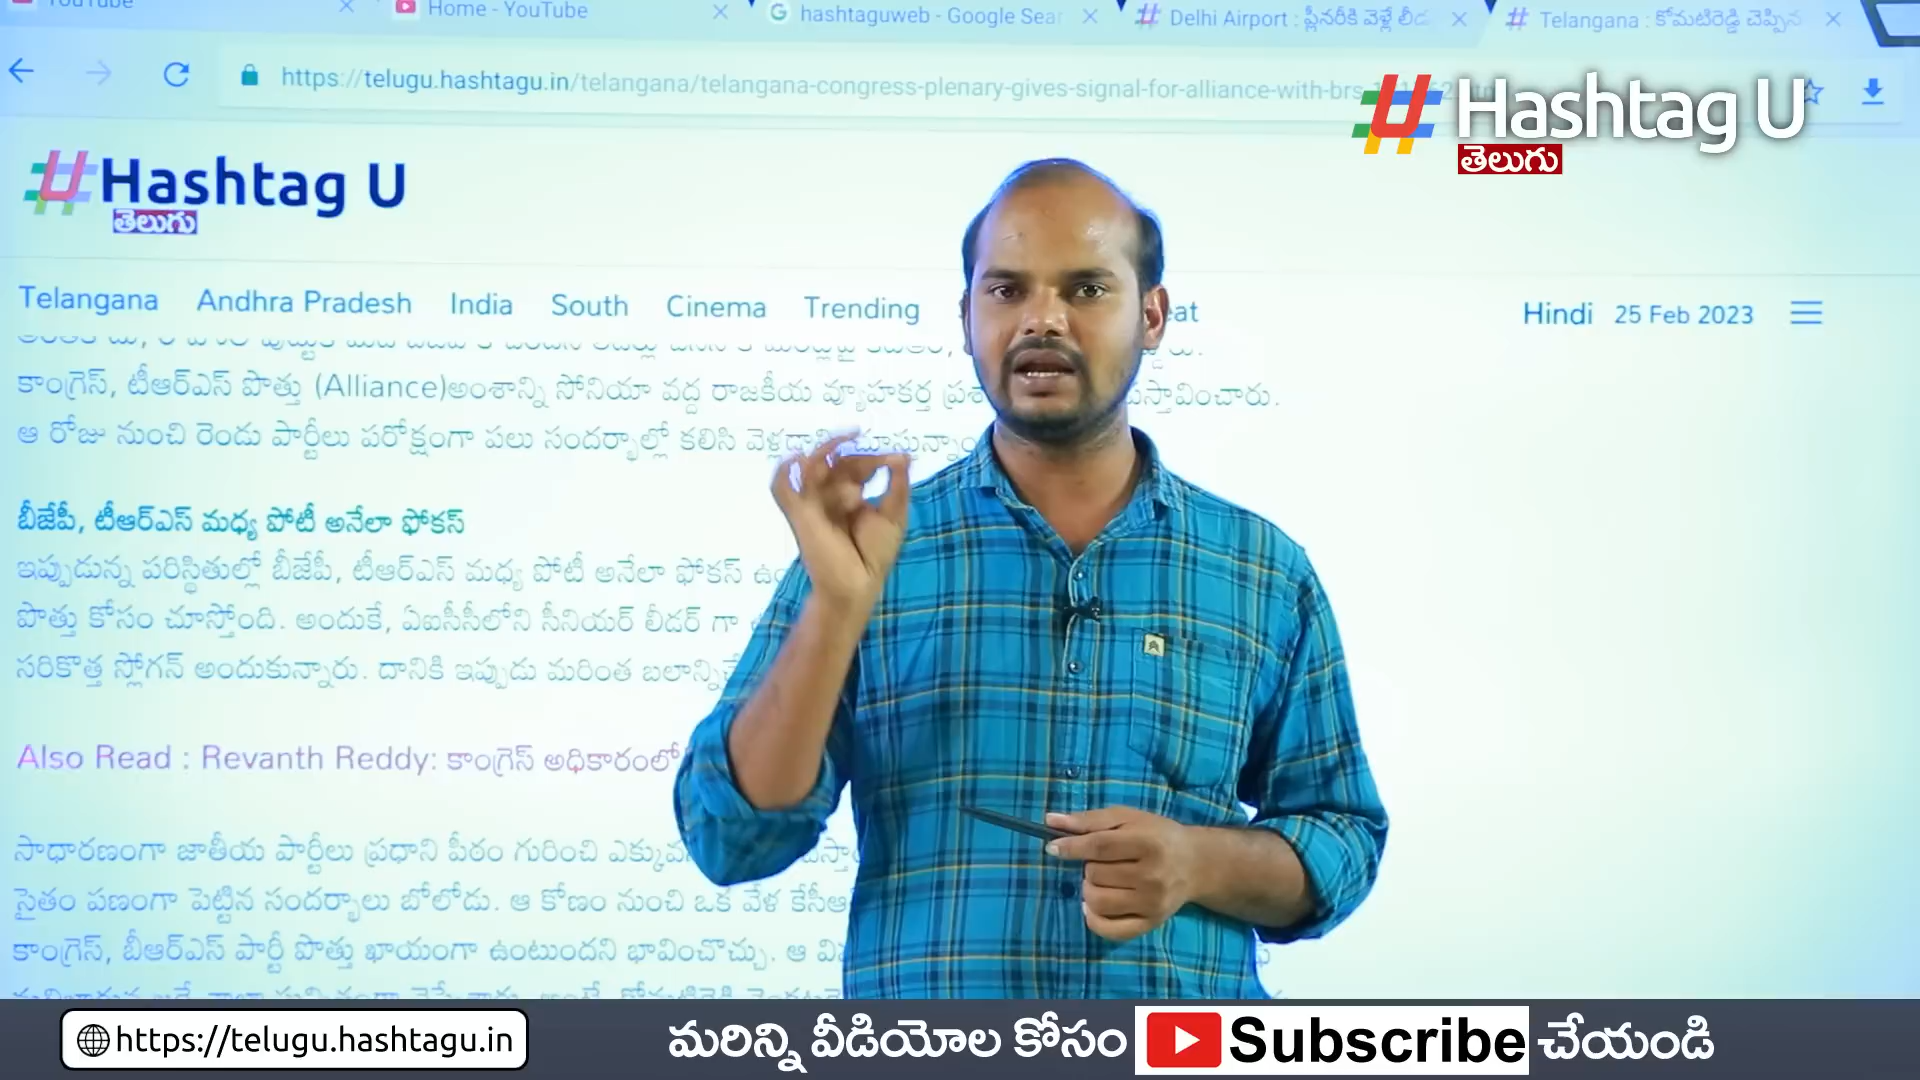 YouTube
Home - YouTube
hashtaguweb - Google Sear
Delhi Airport : ప్లీనరీకి వెళ్లే లీడ
Telangana : కోమటిరెడ్డి చెప్పిన
https://telugu.hashtagu.in/telangana/telangana-congress-plenary-gives-signal-for-alliance-with-brs
Hashtag U
తెలుగు
Hashtag U
తెలుగు
Telangana Andhra Pradesh India South Cinema Trending
Hindi 25 Feb 2023
కాంగ్రెస్, టీఆర్ఎస్ పొత్తు (Alliance)అంశాన్ని సోనియా వద్ద రాజకీయ వ్యూహకర్త
ఆ రోజు నుంచి రెండు పార్టీలు పరోక్షంగా పలు సందర్భాల్లో కలిసి
బీజేపీ, టీఆర్ఎస్ మధ్య పోటీ అనేలా ఫోకస్
ఇప్పుడున్న పరిస్థితుల్లో బీజేపీ, టీఆర్ఎస్ మధ్య పోటీ అనేలా ఫోకస్
పొత్తు కోసం చూస్తోంది. అందుకే, ఏఐసీసీలోని సీనియర్ లీడర్ గా
సరికొత్త స్లోగన్ అందుకున్నారు. దానికి ఇప్పుడు మరింత
Also Read : Revanth Reddy: కాంగ్రెస్ అధికారంలో
సాధారణంగా జాతీయ పార్టీలు ప్రధాని పీఠం గురించి
సైతం పణంగా పెట్టిన సందర్భాలు బోలోడు. ఆ కోణం నుంచి ఒక వేళ
కాంగ్రెస్, బీఆర్ఎస్ పార్టీ పొత్తు ఖాయంగా ఉంటుందని భావించొచ్చు. ఆ
https://telugu.hashtagu.in
మరిన్ని వీడియోల కోసం Subscribe చేయండి